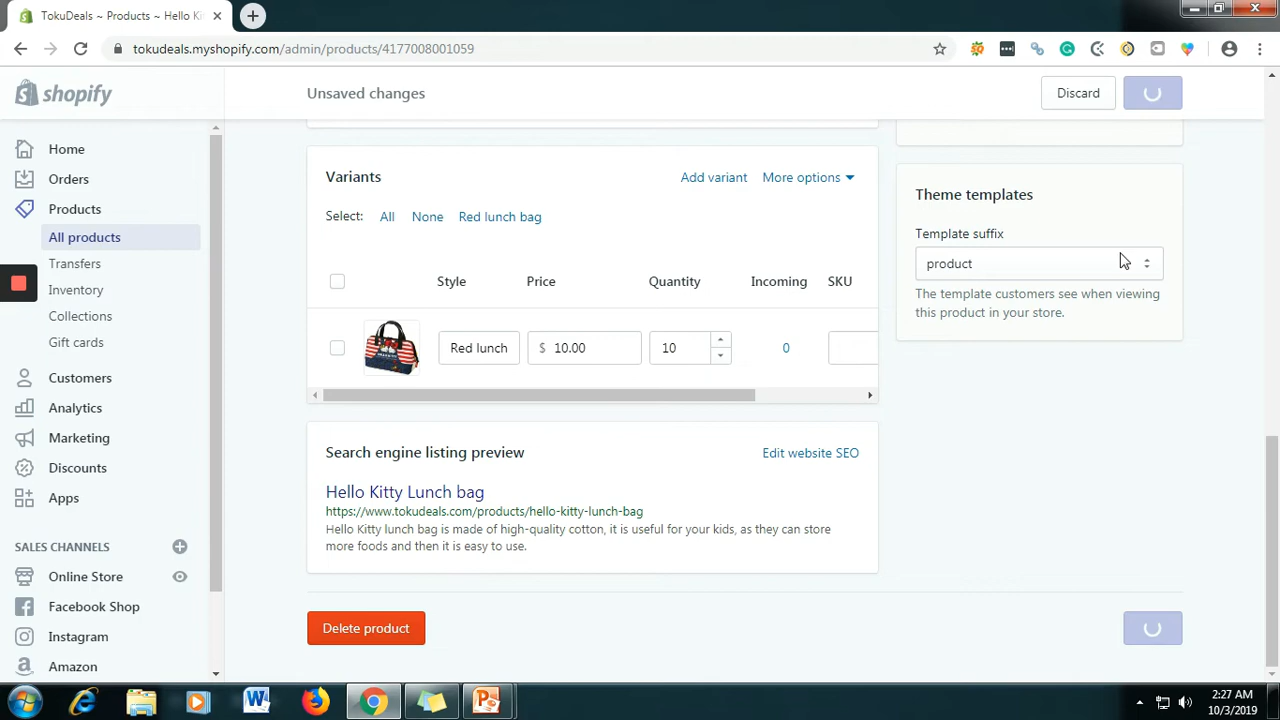 TokuDeals ~ Products ~ Hello Ki
tokudeals.myshopify.com/admin/products/4177008001059
shopify
Unsaved changes
Discard
Home
Orders
Products
All products
Transfers
Inventory
Collections
Gift cards
Customers
Analytics
Marketing
Discounts
Apps
SALES CHANNELS
Online Store
Facebook Shop
Instagram
Amazon
Variants
Add variant
More options
Select: All None Red lunch bag
Style Price Quantity Incoming SKU
Red lunch $ 10.00 10 0
Search engine listing preview
Edit website SEO
Hello Kitty Lunch bag
https://www.tokudeals.com/products/hello-kitty-lunch-bag
Hello Kitty lunch bag is made of high-quality cotton, it is useful for your kids, as they can store
more foods and then it is easy to use.
Delete product
Theme templates
Template suffix
product
The template customers see when viewing
this product in your store.
2:27 AM
10/3/2019